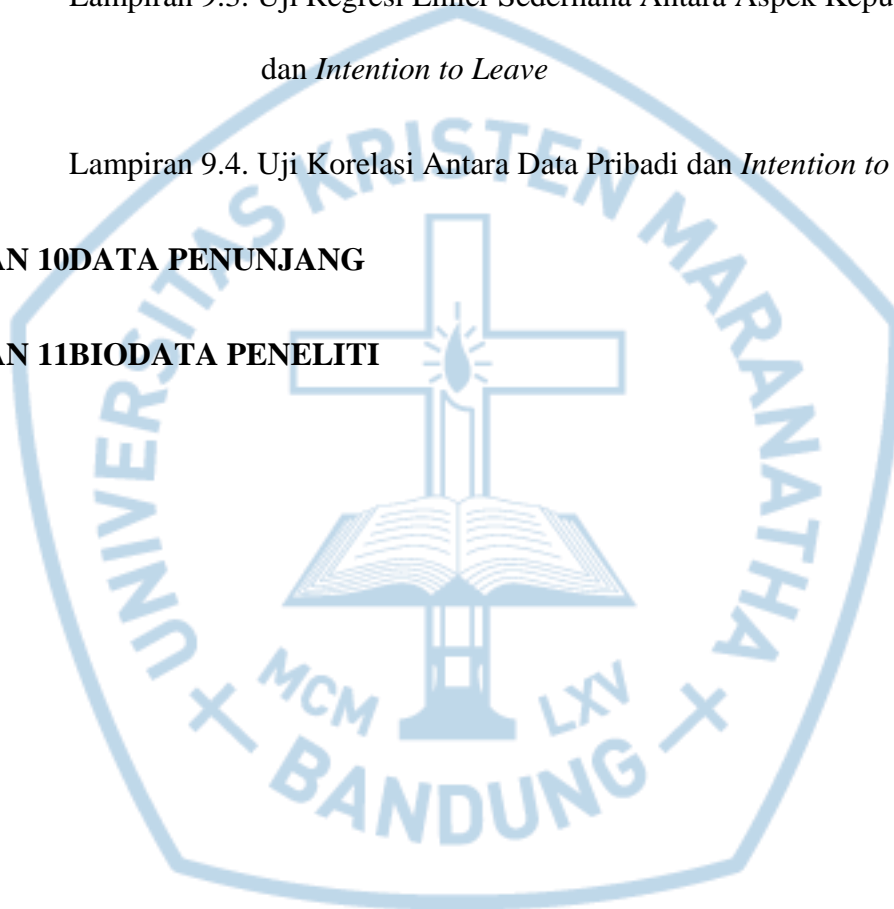 Lampiran 9.3. Uji Regresi Linier Sederhana Antara Aspek
dan Intention to Leave
Lampiran 9.4. Uji Korelasi Antara Data Pribadi dan Intention to
AN 10DATA PENUNJANG
AN 11BIODATA PENELITI
UNIVERSITAS KRISTEN MARANATHA
MCM LXV
BANDUNG